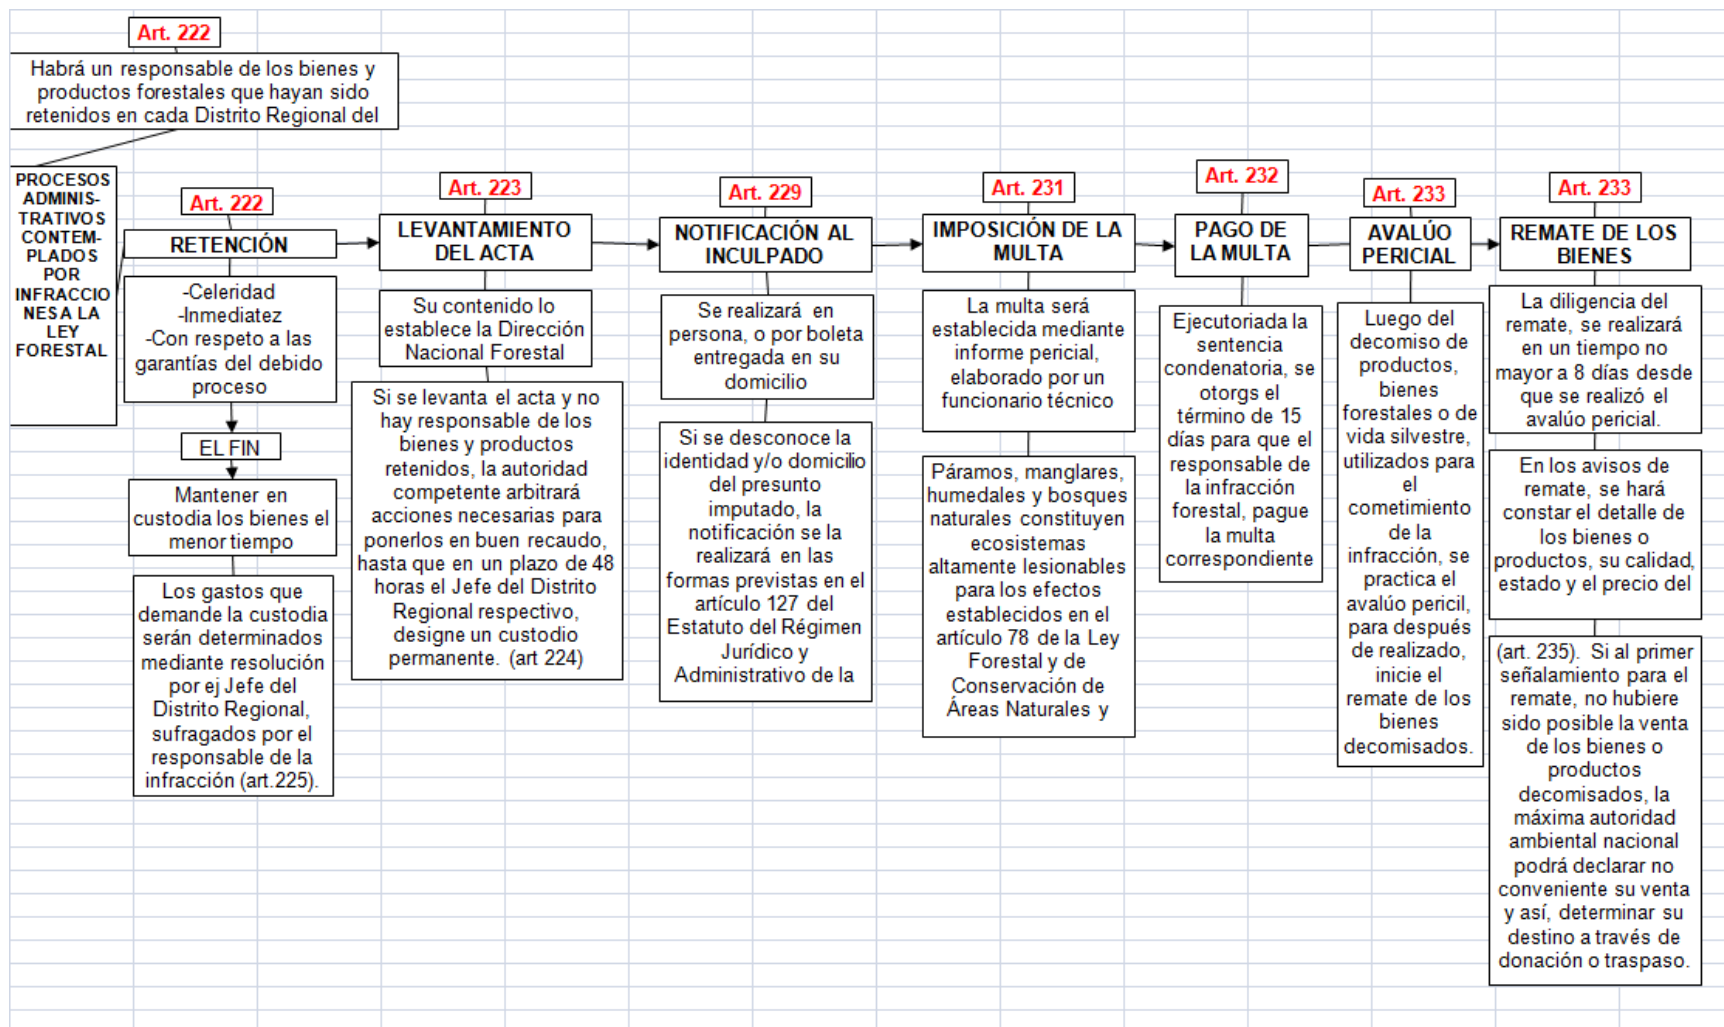 Art. 222
Habrá un responsable de los bienes y
productos forestales que hayan sido
retenidos en cada Distrito Regional del
PROCESOS
ADMINIS-
TRATIVOS
CONTEM-
PLADOS
POR
INFRACCIO
NES A LA
LEY
FORESTAL
Art. 222
RETENCIÓN
-Celeridad
-Inmediatez
-Con respeto a las
garantías del debido
proceso
EL FIN
Mantener en
custodia los bienes el
menor tiempo
Los gastos que
demande la custodia
serán determinados
mediante resolución
por ej Jefe del
Distrito Regional,
sufragados por el
responsable de la
infracción (art.225).
Art. 223
LEVANTAMIENTO
DEL ACTA
Su contenido lo
establece la Dirección
Nacional Forestal
Si se levanta el acta y no
hay responsable de los
bienes y productos
retenidos, la autoridad
competente arbitrará
acciones necesarias para
ponerlos en buen recaudo,
hasta que en un plazo de 48
horas el Jefe del Distrito
Regional respectivo,
designe un custodio
permanente. (art 224)
Art. 229
NOTIFICACIÓN AL
INCULPADO
Se realizará en
persona, o por boleta
entregada en su
domicilio
Si se desconoce la
identidad y/o domicilio
del presunto
imputado, la
notificación se la
realizará en las
formas previstas en el
artículo 127 del
Estatuto del Régimen
Jurídico y
Administrativo de la
Art. 231
IMPOSICIÓN DE LA
MULTA
La multa será
establecida mediante
informe pericial,
elaborado por un
funcionario técnico
Páramos, manglares,
humedales y bosques
naturales constituyen
ecosistemas
altamente lesionables
para los efectos
establecidos en el
artículo 78 de la Ley
Forestal y de
Conservación de
Áreas Naturales y
Art. 232
PAGO DE
LA MULTA
Ejecutoriada la
sentencia
condenatoria, se
otorgs el
término de 15
días para que el
responsable de
la infracción
forestal, pague
la multa
correspondiente
Art. 233
AVALÚO
PERICIAL
Luego del
decomiso de
productos,
bienes
forestales o de
vida silvestre,
utilizados para
el
cometimiento
de la
infracción, se
practica el
avalúo pericil,
para después
de realizado,
inicie el
remate de los
bienes
decomisados.
Art. 233
REMATE DE LOS
BIENES
La diligencia del
remate, se realizará
en un tiempo no
mayor a 8 días desde
que se realizó el
avalúo pericial.
En los avisos de
remate, se hará
constar el detalle de
los bienes o
productos, su calidad,
estado y el precio del
(art. 235). Si al primer
señalamiento para el
remate, no hubiere
sido posible la venta
de los bienes o
productos
decomisados, la
máxima autoridad
ambiental nacional
podrá declarar no
conveniente su venta
y así, determinar su
destino a través de
donación o traspaso.